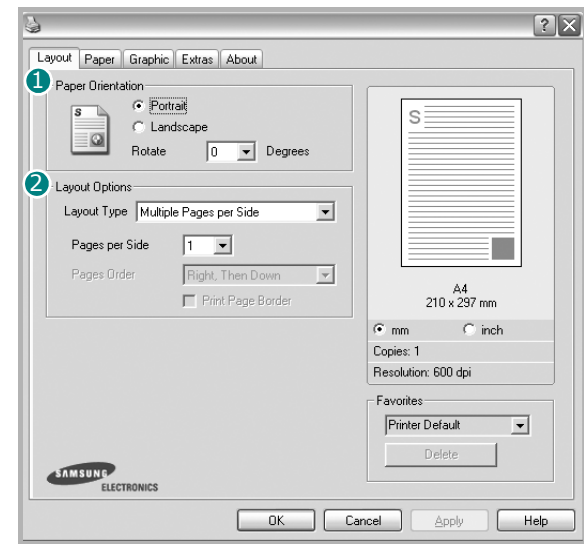 ?
Layout Paper Graphic Extras About
1
Paper Orientation
S
Portrait
Landscape
Rotate 0 Degrees
2
Layout Options
Layout Type Multiple Pages per Side
Pages per Side 1
Pages Order Right, Then Down
Print Page Border
S
A4
210 x 297 mm
mm inch
Copies: 1
Resolution: 600 dpi
Favorites
Printer Default
Delete
SAMSUNG
ELECTRONICS
OK Cancel Apply Help